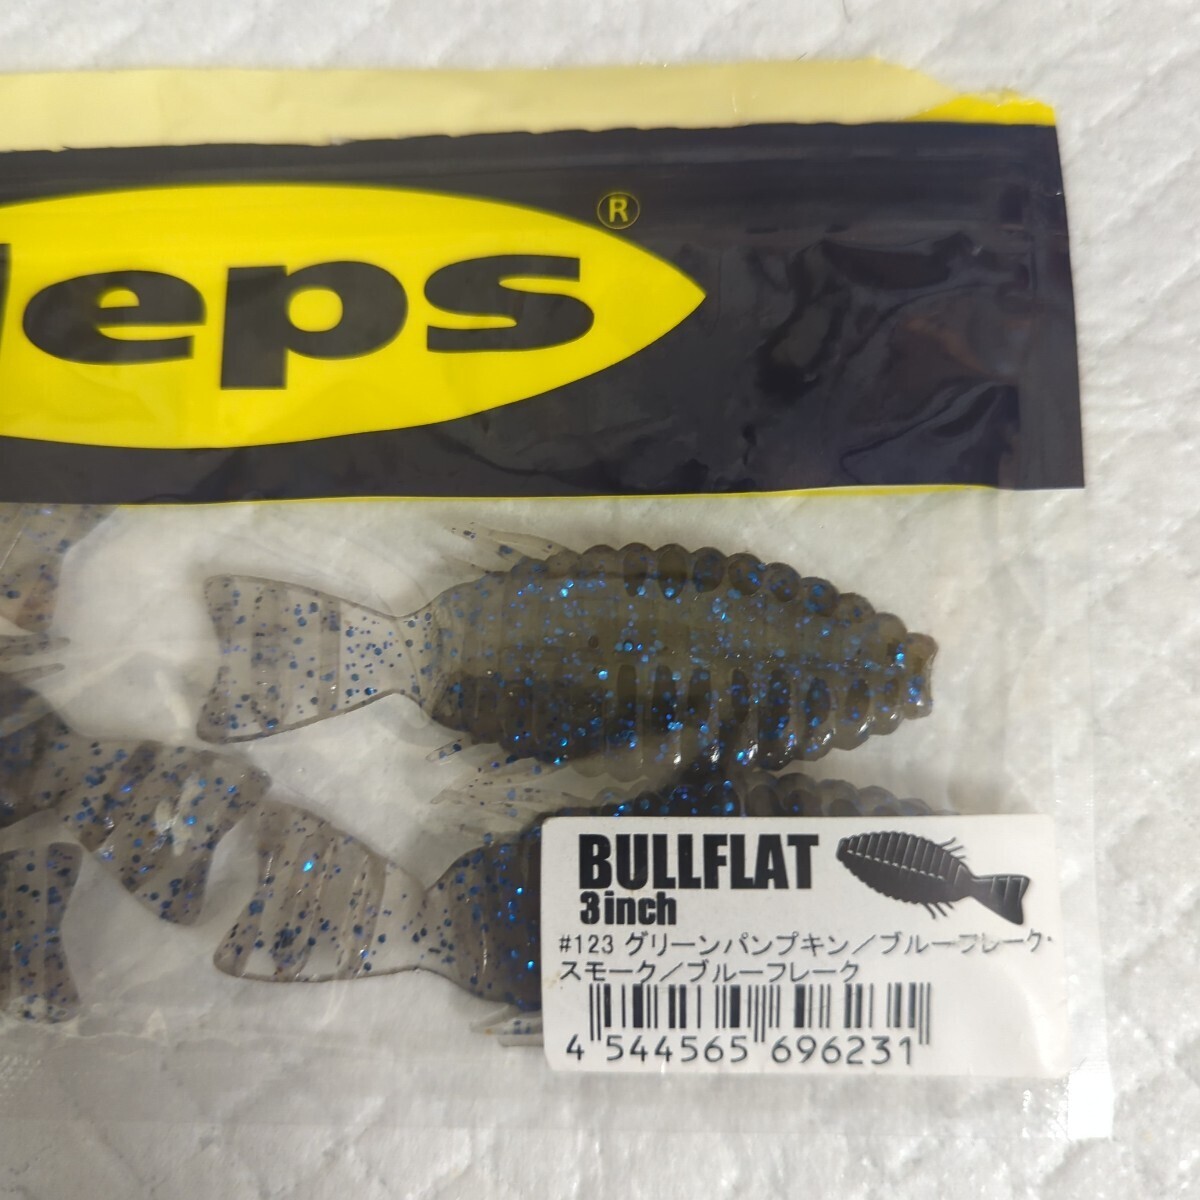 deps
®
BULLFLAT
3inch
#123 グリーンパンプキン／ブルーフレーク・
スモーク／ブルーフレーク
4 544565 696231